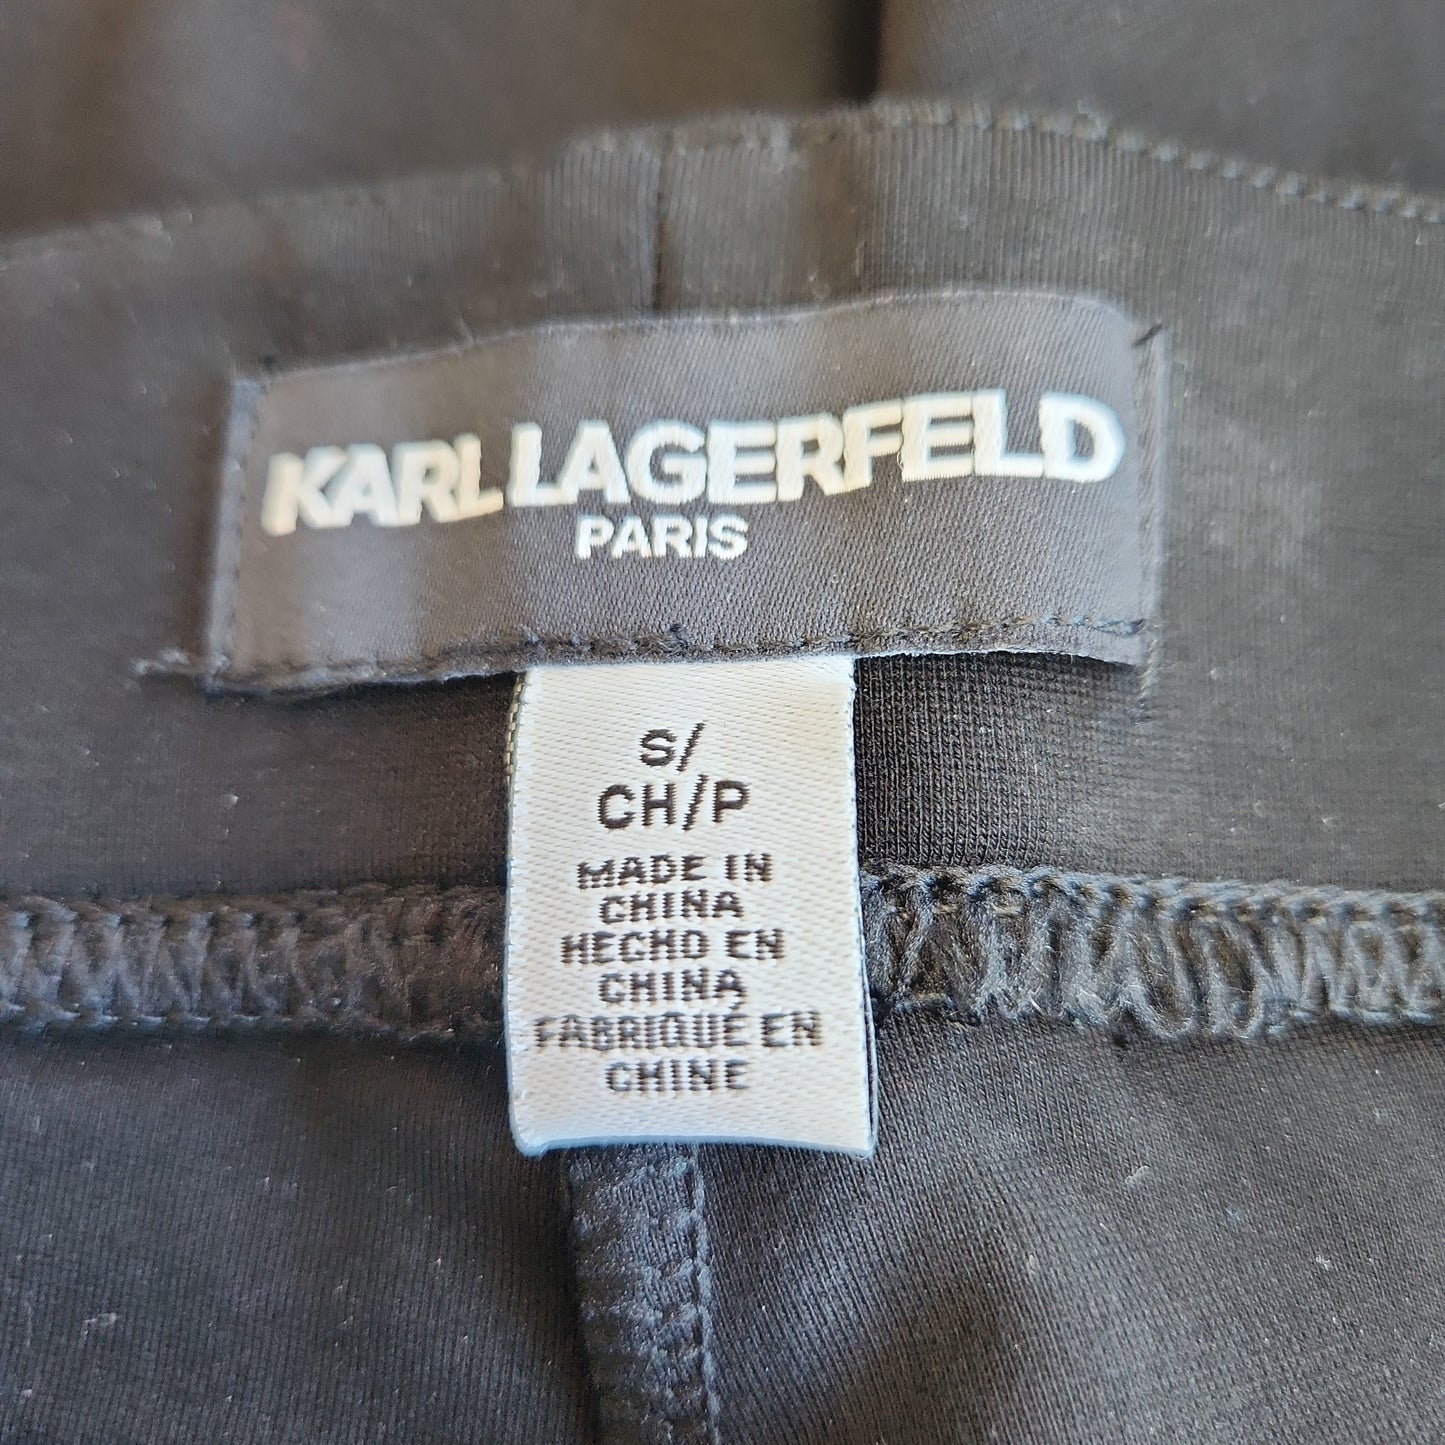 KARL LAGERFELD
PARIS
S/
CH/P
MADE IN
CHINA
HECHO EN
CHINA
FABRIQUÉ EN
CHINE